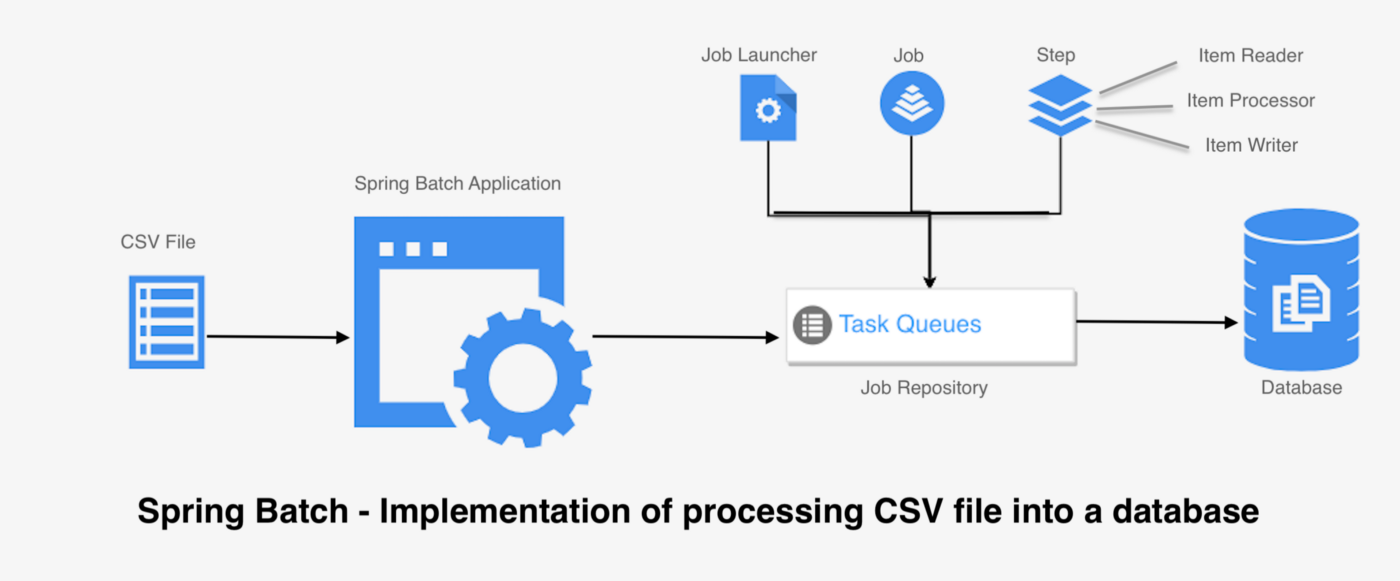 Job Launcher
Job
Step
Item Reader
Item Processor
Item Writer
Spring Batch Application
CSV File
Task Queues
Job Repository
Database
Spring Batch - Implementation of processing CSV file into a database